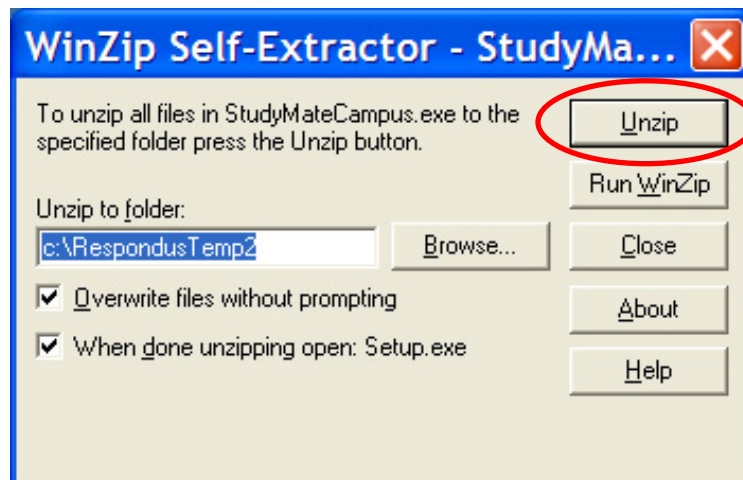 WinZip Self-Extractor - StudyMa...
To unzip all files in StudyMateCampus.exe to the
specified folder press the Unzip button.
Unzip to folder:
c:\RespondusTemp2
Browse...
Overwrite files without prompting
When done unzipping open: Setup.exe
Unzip
Run WinZip
Close
About
Help